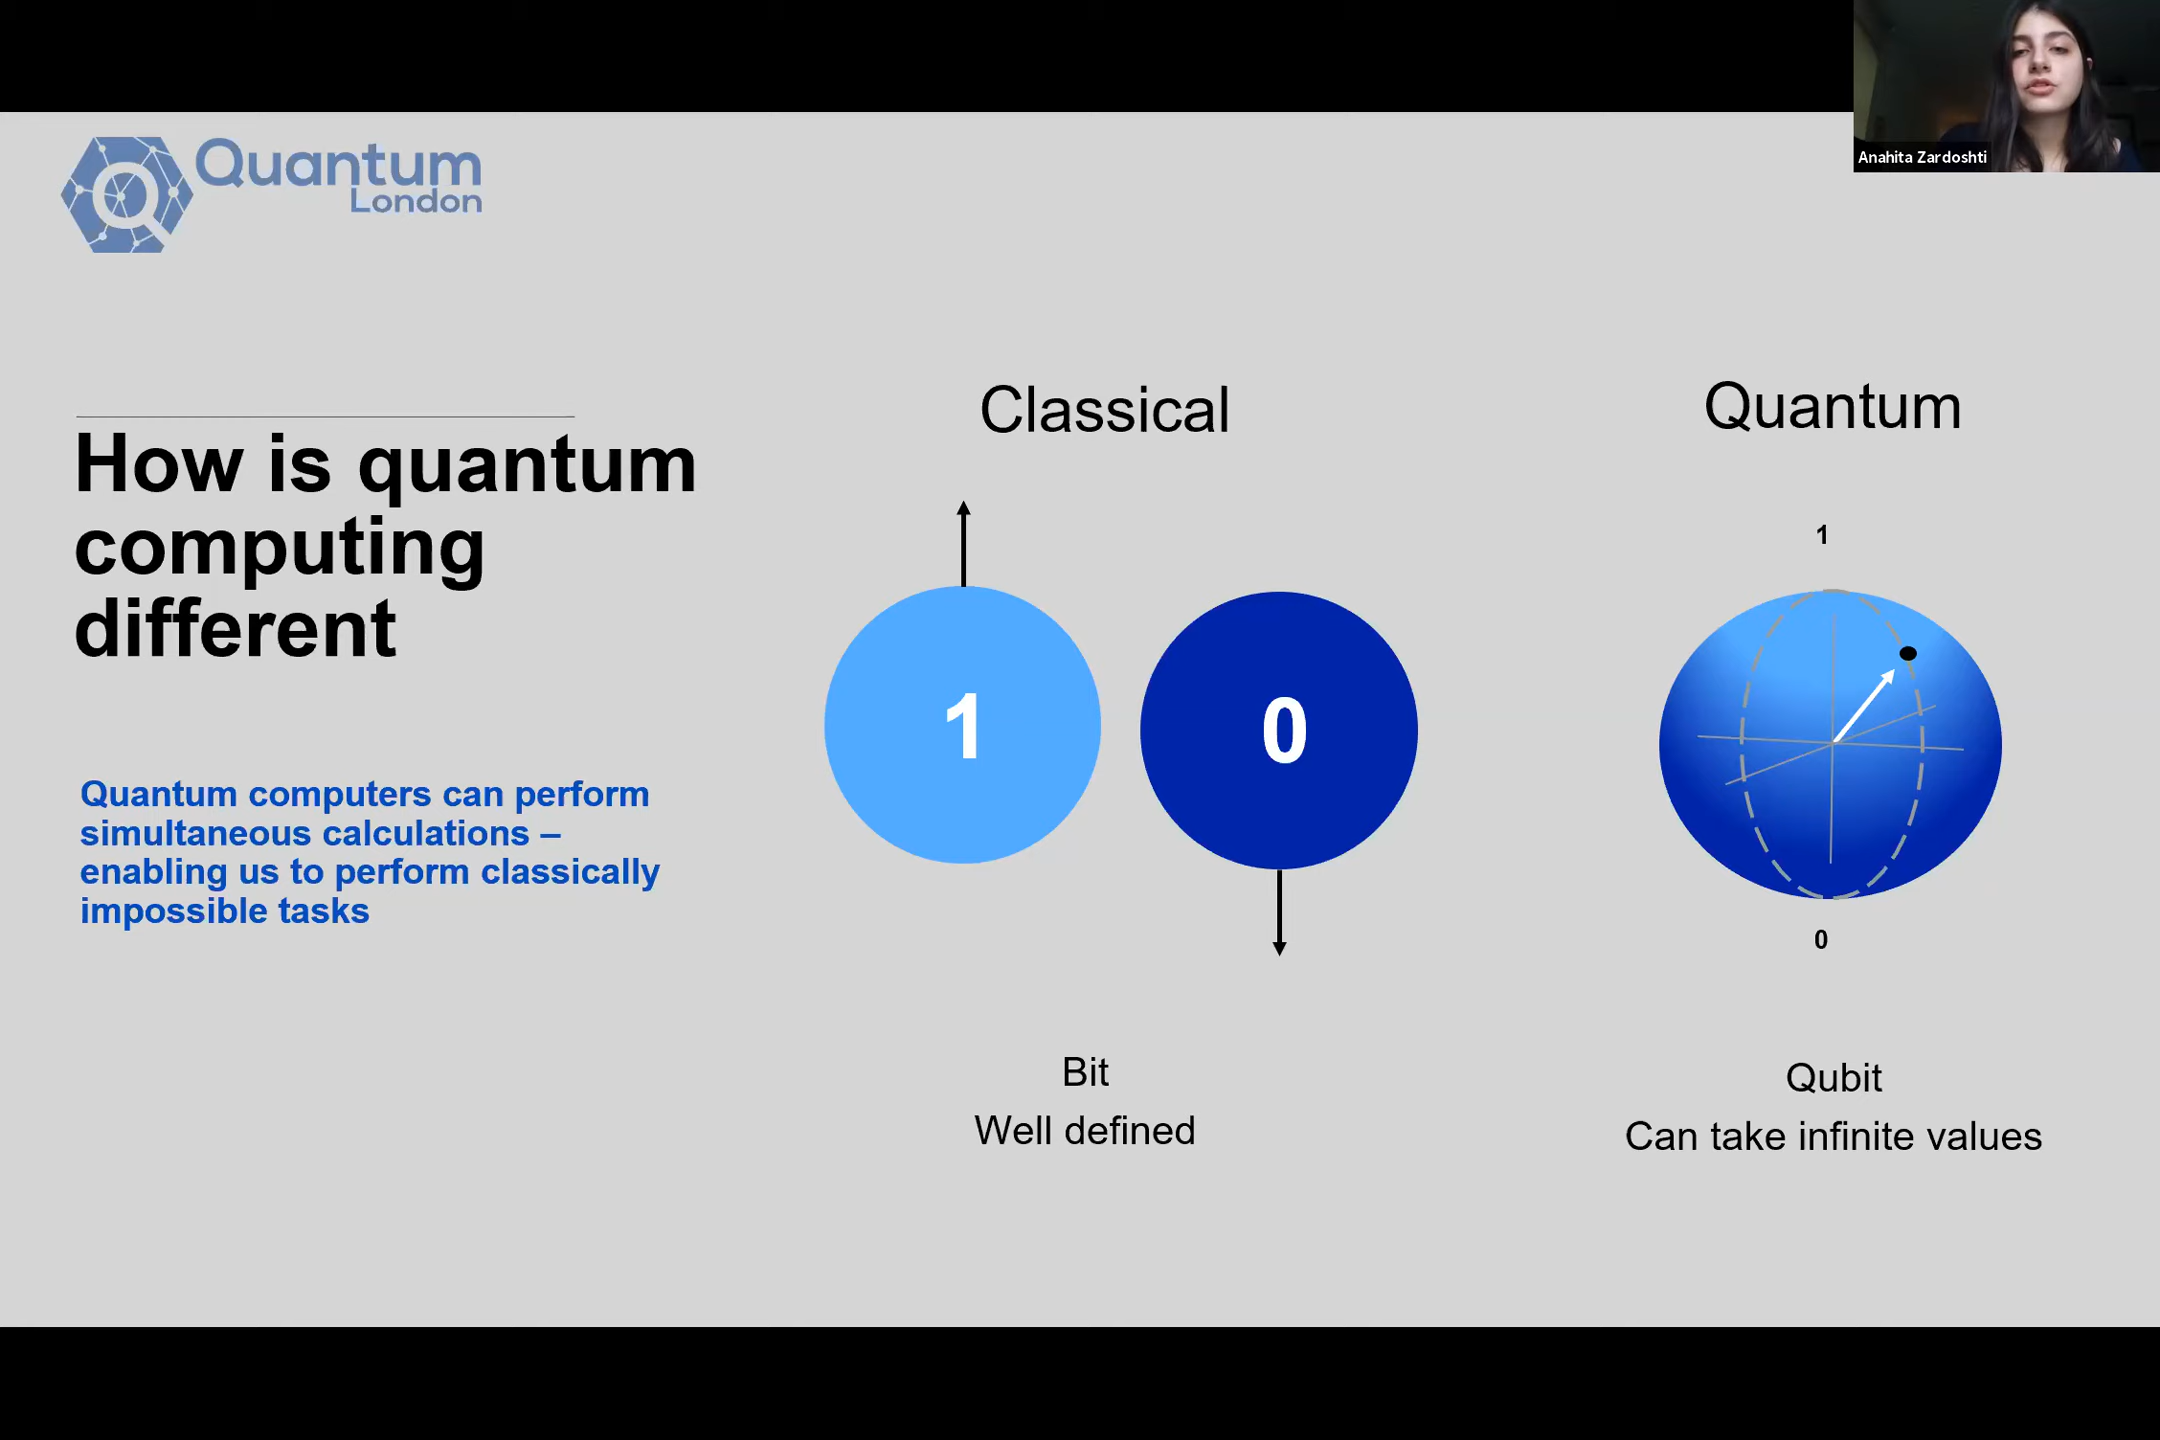 Anahita Zardoshti
Quantum
London
How is quantum
computing
different
Quantum computers can perform
simultaneous calculations –
enabling us to perform classically
impossible tasks
Classical
1
0
Bit
Well defined
Quantum
1
0
Qubit
Can take infinite values